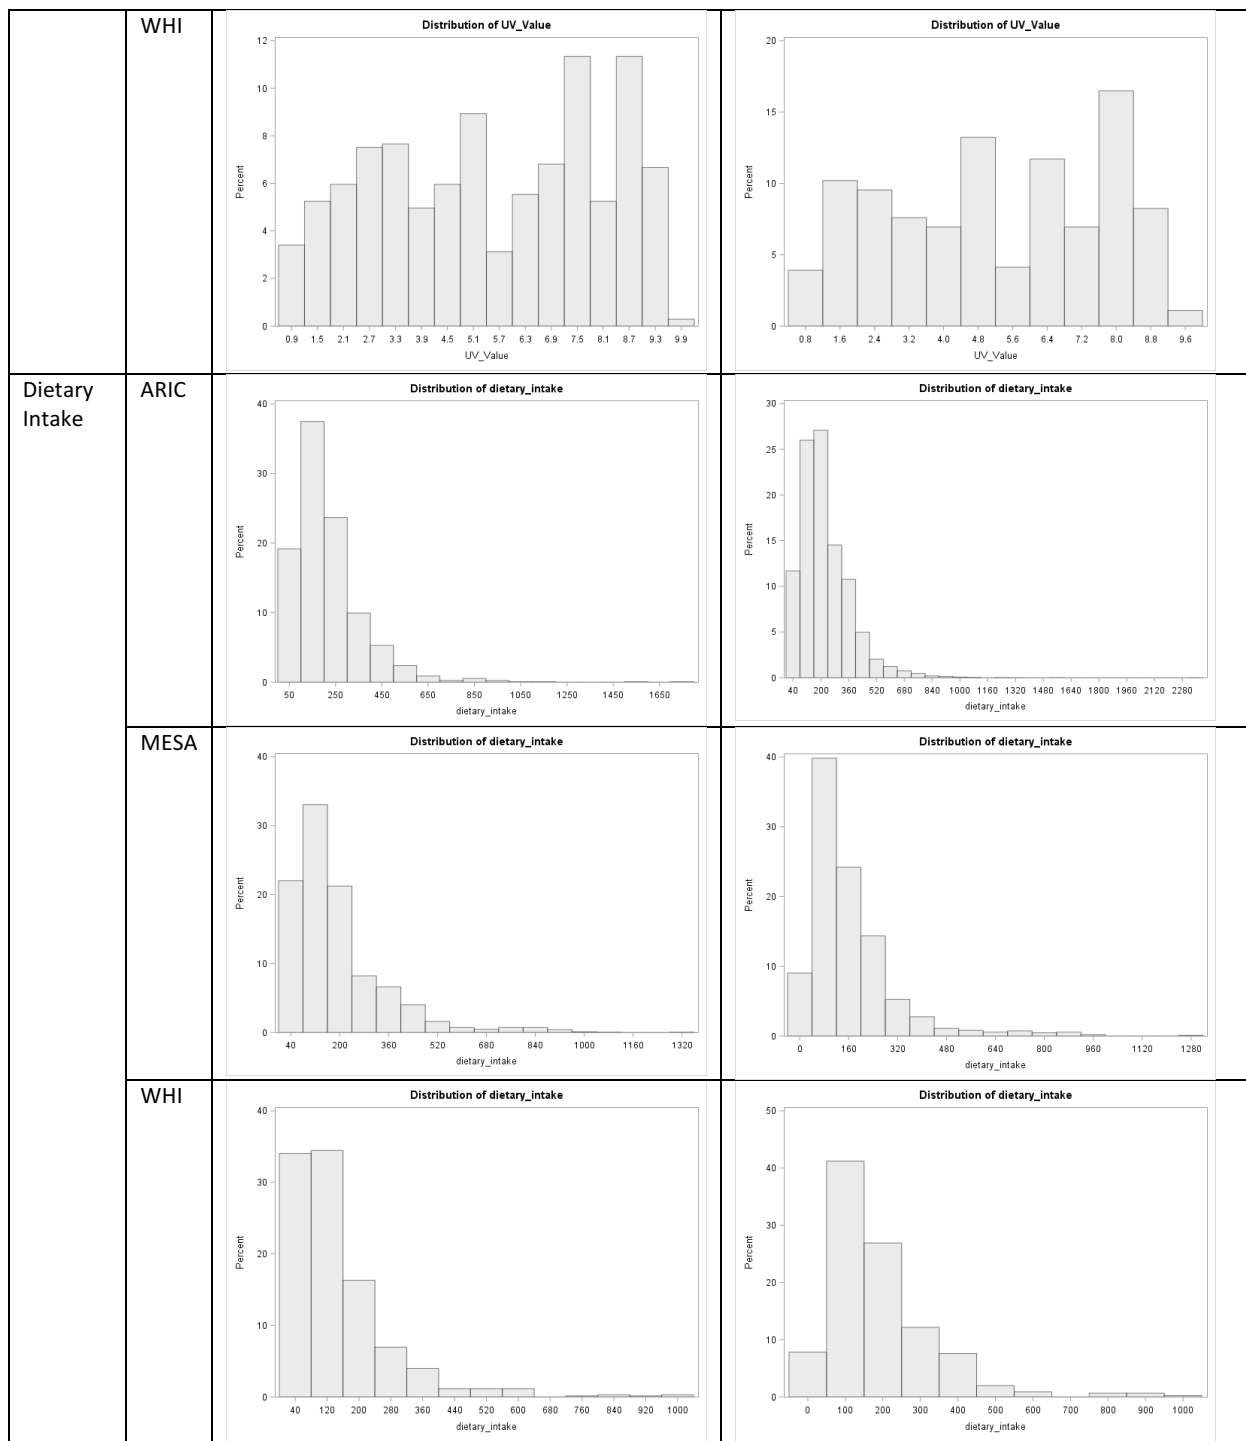 WHI
Distribution of UV_Value
12
10
8
6
4
2
0
Percent
0.9 1.5 2.1 2.7 3.3 3.9 4.5 5.1 5.7 6.3 6.9 7.5 8.1 8.7 9.3 9.9
UV_Value
Distribution of UV_Value
20
15
10
5
0
Percent
0.8 1.6 2.4 3.2 4.0 4.8 5.6 6.4 7.2 8.0 8.8 9.6
UV_Value
Dietary
Intake
ARIC
Distribution of dietary_intake
40
30
20
10
0
Percent
50 250 450 650 850 1050 1250 1450 1650
dietary_intake
Distribution of dietary_intake
30
25
20
15
10
5
0
Percent
40 200 360 520 680 840 1000 1160 1320 1480 1640 1800 1960 2120 2280
dietary_intake
MESA
Distribution of dietary_intake
40
30
20
10
0
Percent
40 200 360 520 680 840 1000 1160 1320
dietary_intake
Distribution of dietary_intake
40
30
20
10
0
Percent
0 160 320 480 640 800 960 1120 1280
dietary_intake
WHI
Distribution of dietary_intake
40
30
20
10
0
Percent
40 120 200 280 360 440 520 600 680 760 840 920 1000
dietary_intake
Distribution of dietary_intake
50
40
30
20
10
0
Percent
0 100 200 300 400 500 600 700 800 900 1000
dietary_intake